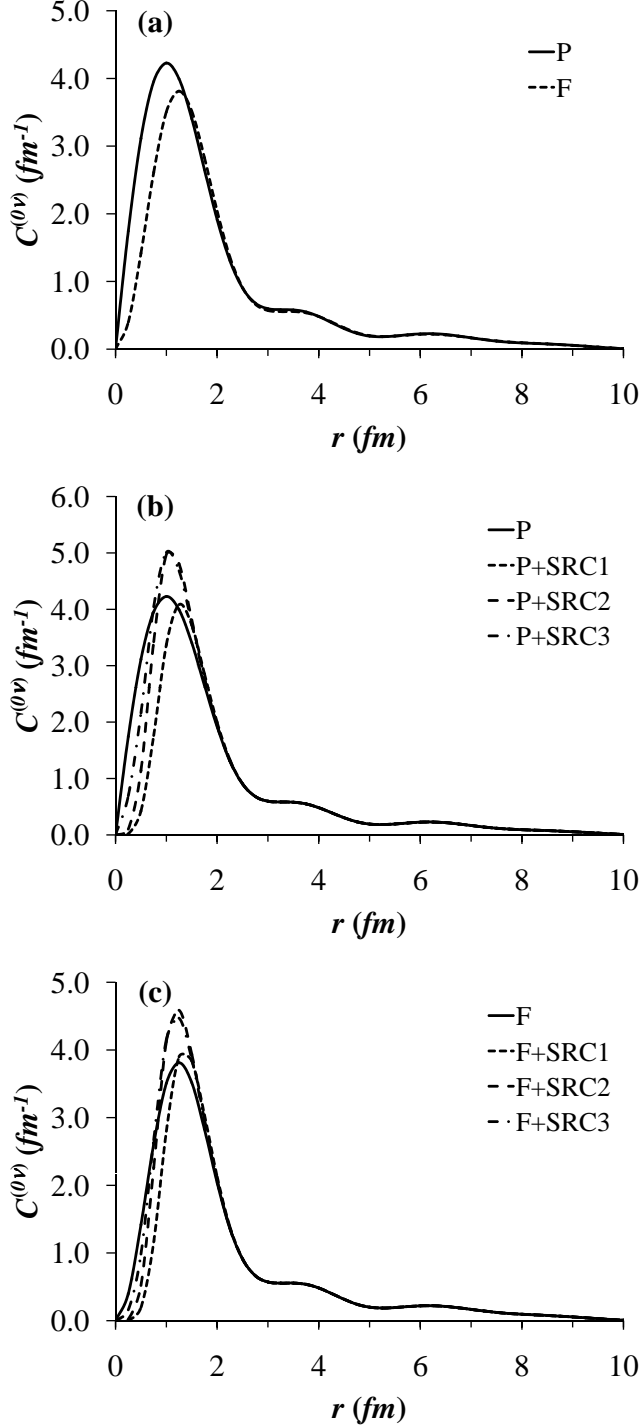 (a)
5.0
4.0
3.0
2.0
1.0
0.0
C(0ν) (fm-1)
P
F
0 2 4 6 8 10
r (fm)
(b)
6.0
5.0
4.0
3.0
2.0
1.0
0.0
C(0ν) (fm-1)
P
P+SRC1
P+SRC2
P+SRC3
0 2 4 6 8 10
r (fm)
(c)
5.0
4.0
3.0
2.0
1.0
0.0
C(0ν) (fm-1)
F
F+SRC1
F+SRC2
F+SRC3
0 2 4 6 8 10
r (fm)